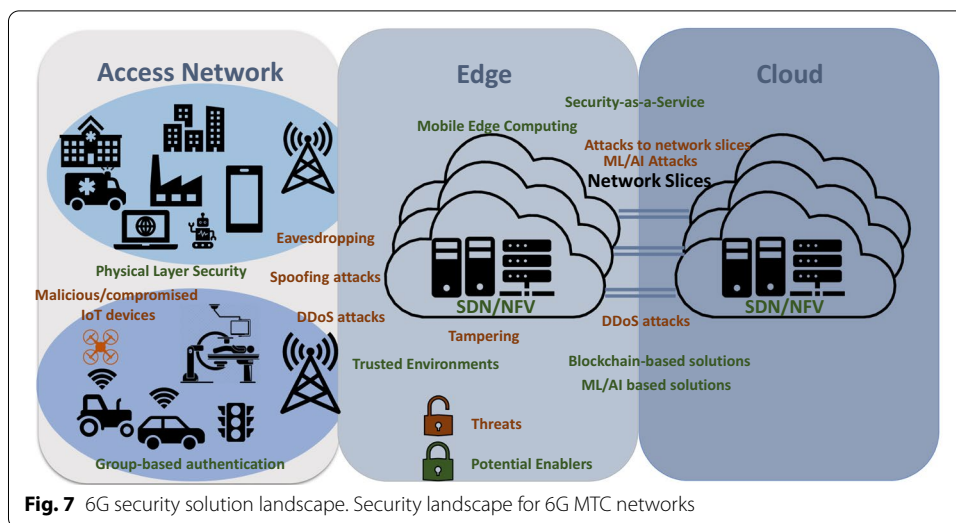 Access Network
Edge
Cloud
Security-as-a-Service
Mobile Edge Computing
Attacks to network slices
ML/AI Attacks
Network Slices
Eavesdropping
Physical Layer Security
Spoofing attacks
Malicious/compromised
IoT devices
DDoS attacks
SDN/NFV
SDN/NFV
DDoS attacks
Tampering
Trusted Environments
Blockchain-based solutions
ML/AI based solutions
Threats
Group-based authentication
Potential Enablers
Fig. 7 6G security solution landscape. Security landscape for 6G MTC networks